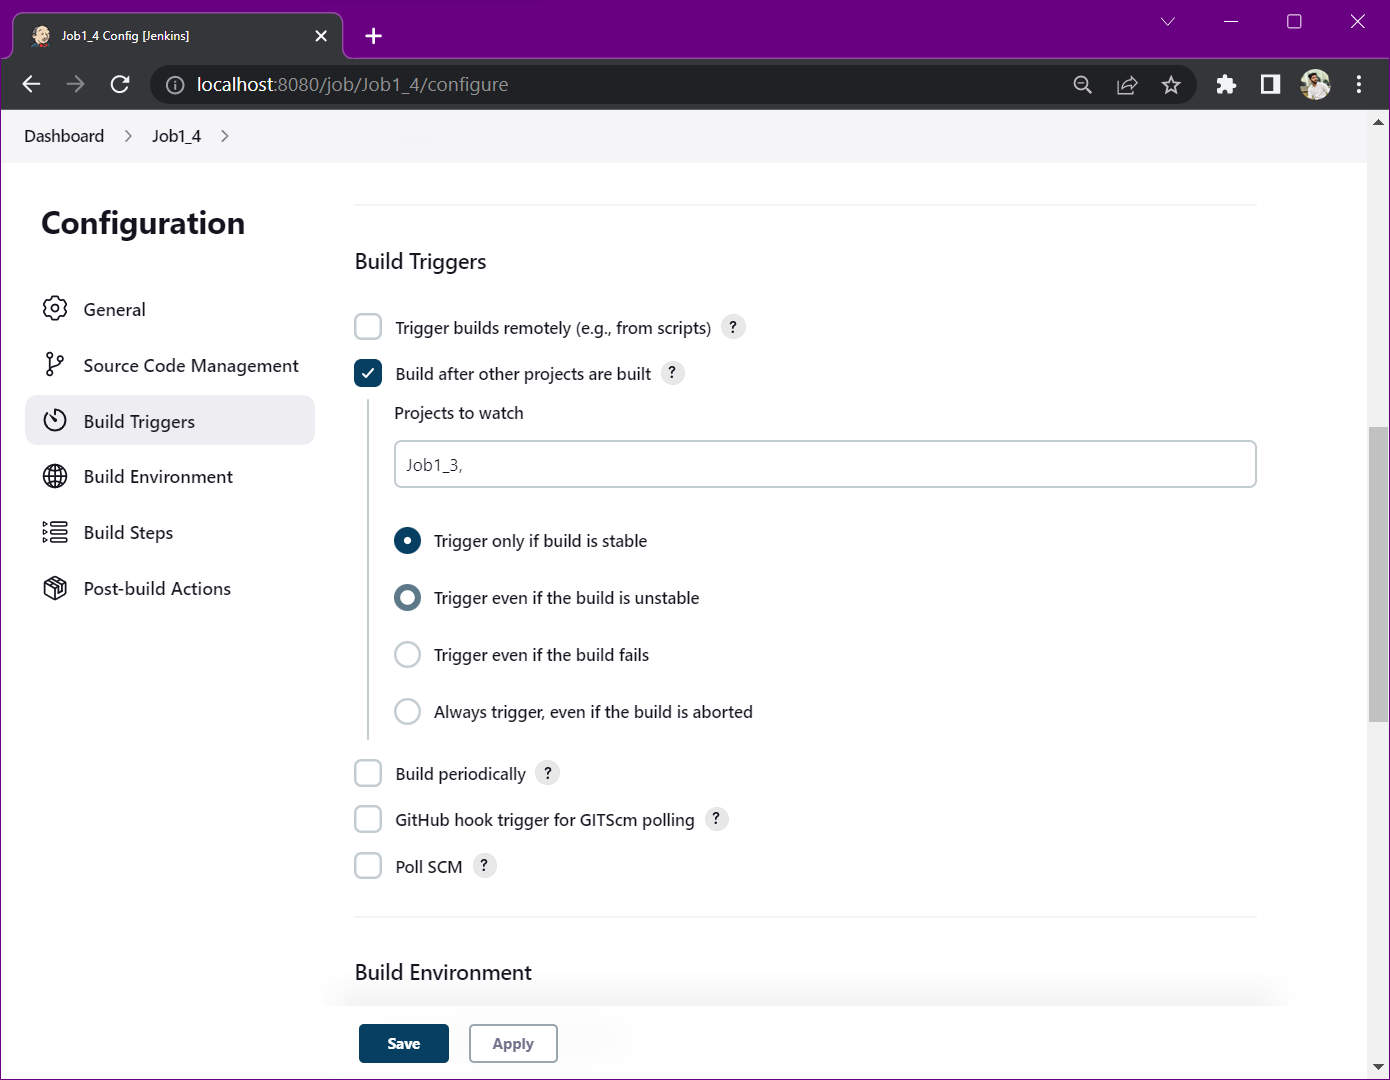 Job1_4 Config [Jenkins]
localhost:8080/job/Job1_4/configure
Dashboard > Job1_4 >
Configuration
General
Source Code Management
Build Triggers
Build Environment
Build Steps
Post-build Actions
Build Triggers
Trigger builds remotely (e.g., from scripts) ?
Build after other projects are built ?
Projects to watch
Job1_3,
Trigger only if build is stable
Trigger even if the build is unstable
Trigger even if the build fails
Always trigger, even if the build is aborted
Build periodically ?
GitHub hook trigger for GITScm polling ?
Poll SCM ?
Build Environment
Save
Apply